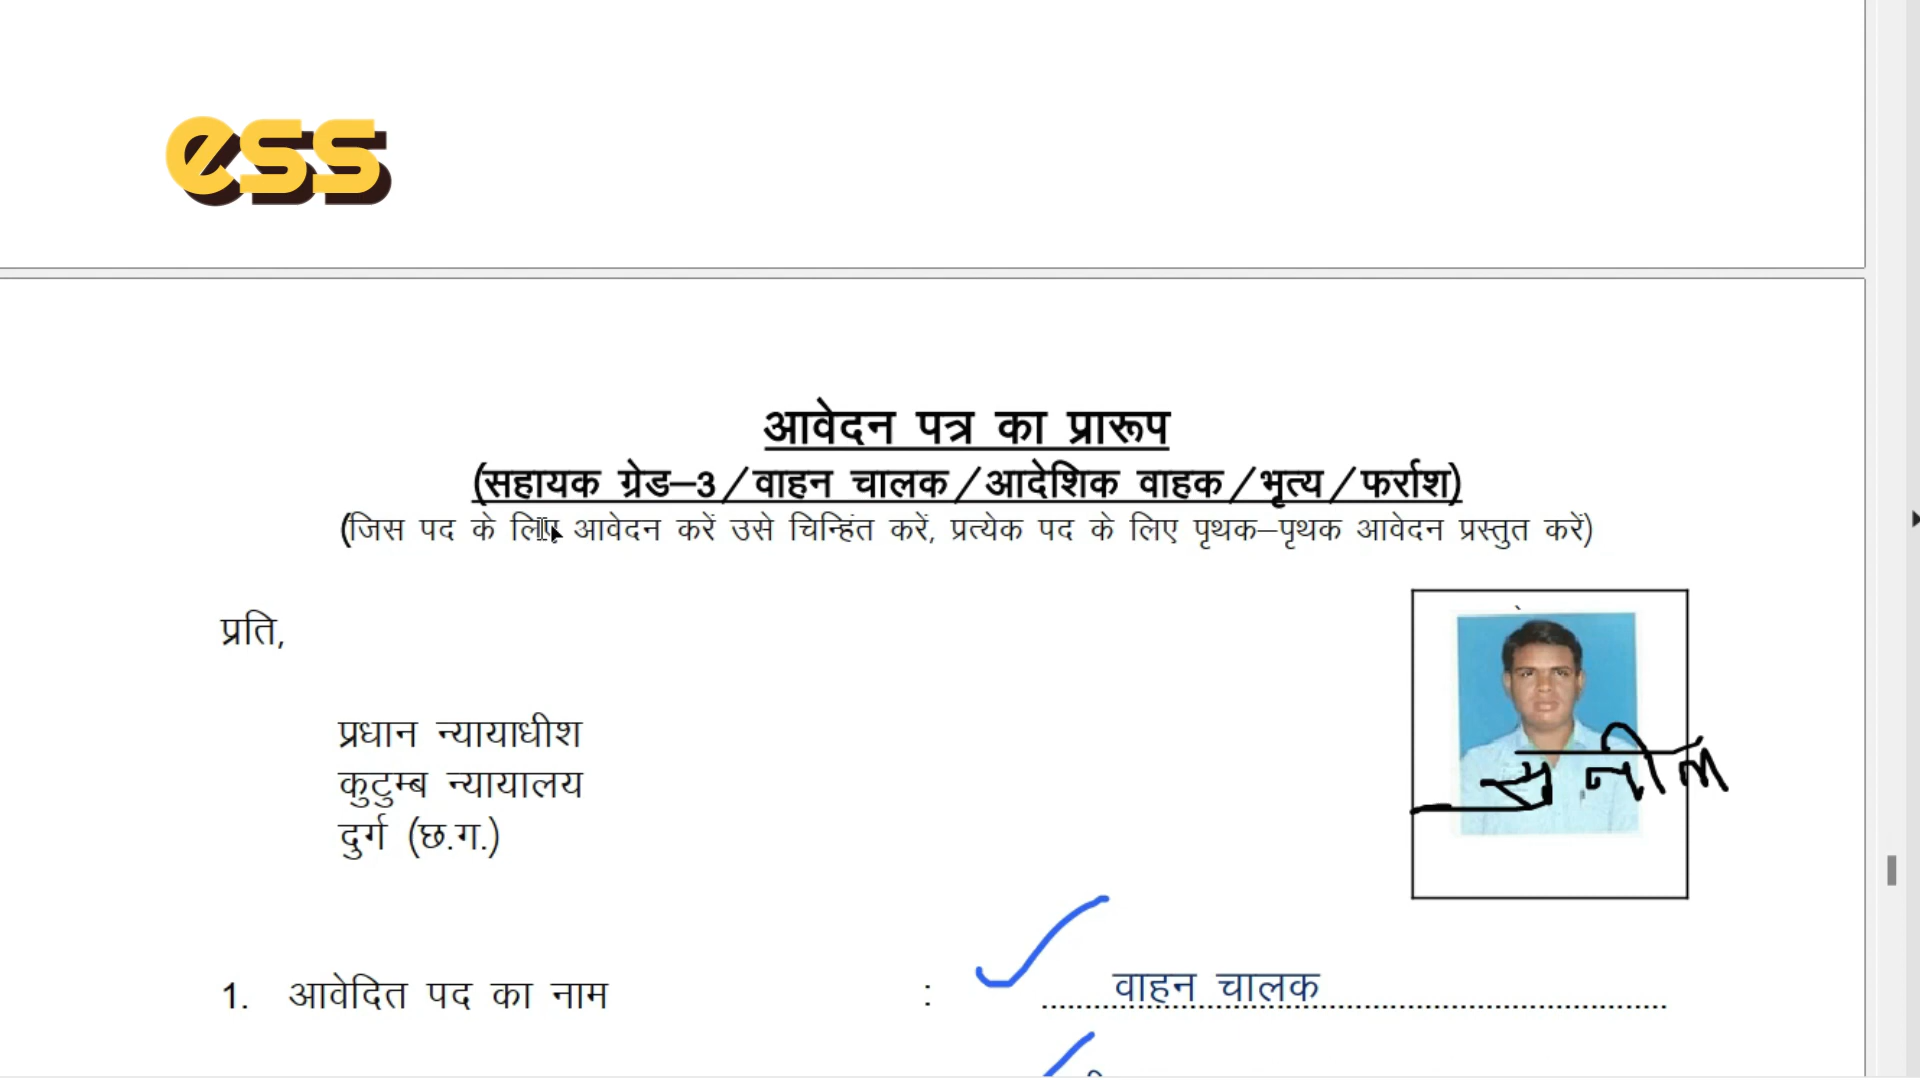 ess
आवेदन पत्र का प्रारूप
(सहायक ग्रेड–3/वाहन चालक/आदेशिक वाहक/भृत्य/फर्राश)
(जिस पद के लिए आवेदन करें उसे चिन्हिंत करें, प्रत्येक पद के लिए पृथक–पृथक आवेदन प्रस्तुत करें)
प्रति,
प्रधान न्यायाधीश
कुटुम्ब न्यायालय
दुर्ग (छ.ग.)
1. आवेदित पद का नाम : वाहन चालक